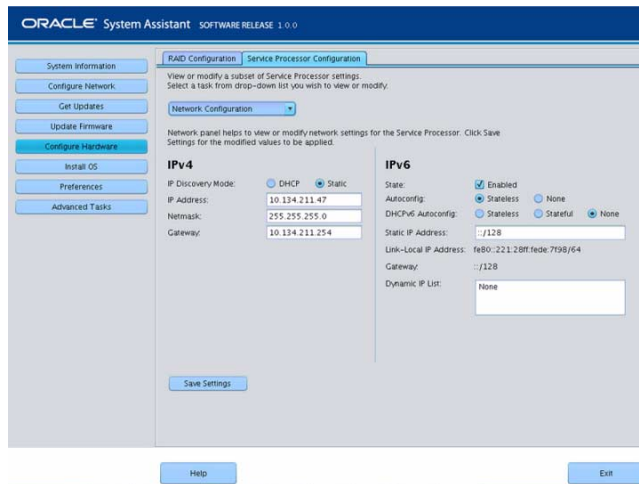 ORACLE System Assistant SOFTWARE RELEASE 1.0.0
System Information
Configure Network
Get Updates
Update Firmware
Configure Hardware
Install OS
Preferences
Advanced Tasks
RAID Configuration Service Processor Configuration
View or modify a subset of Service Processor settings.
Select a task from drop-down list you wish to view or modify.
Network Configuration
Network panel helps to view or modify network settings for the Service Processor. Click Save
Settings for the modified values to be applied.
IPv4
IP Discovery Mode: DHCP Static
IP Address: 10.134.211.47
Netmask: 255.255.255.0
Gateway: 10.134.211.254
IPv6
State: Enabled
Autoconfig: Stateless None
DHCPv6 Autoconfig: Stateless Stateful None
Static IP Address: ::/128
Link-Local IP Address: fe80::221:28ff:fede:7f98/64
Gateway: ::/128
Dynamic IP List: None
Save Settings
Help
Exit